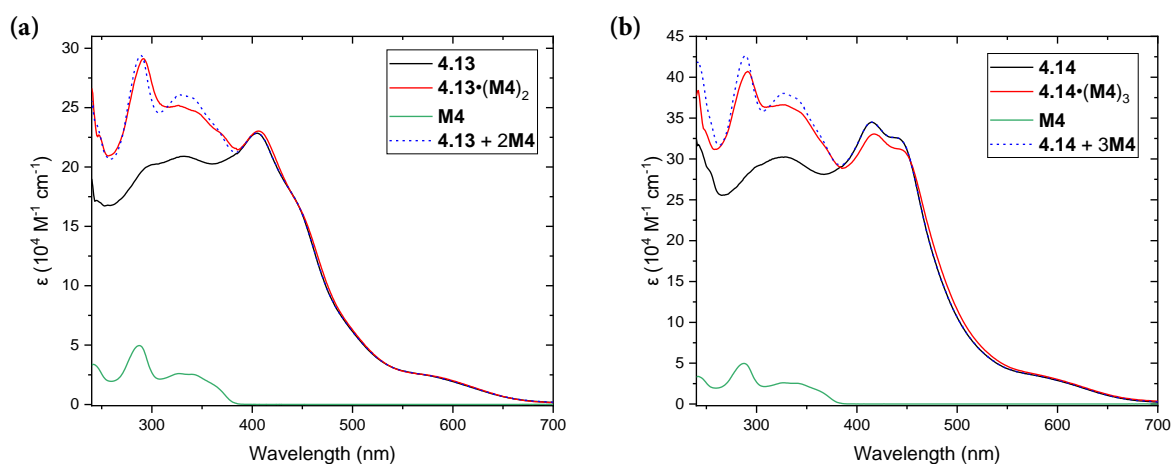 (a)
30
25
20
15
10
5
0
ε (10⁴ M⁻¹ cm⁻¹)
300 400 500 600 700
Wavelength (nm)
4.13
4.13•(M4)₂
M4
4.13 + 2M4
(b)
45
40
35
30
25
20
15
10
5
0
ε (10⁴ M⁻¹ cm⁻¹)
300 400 500 600 700
Wavelength (nm)
4.14
4.14•(M4)₃
M4
4.14 + 3M4